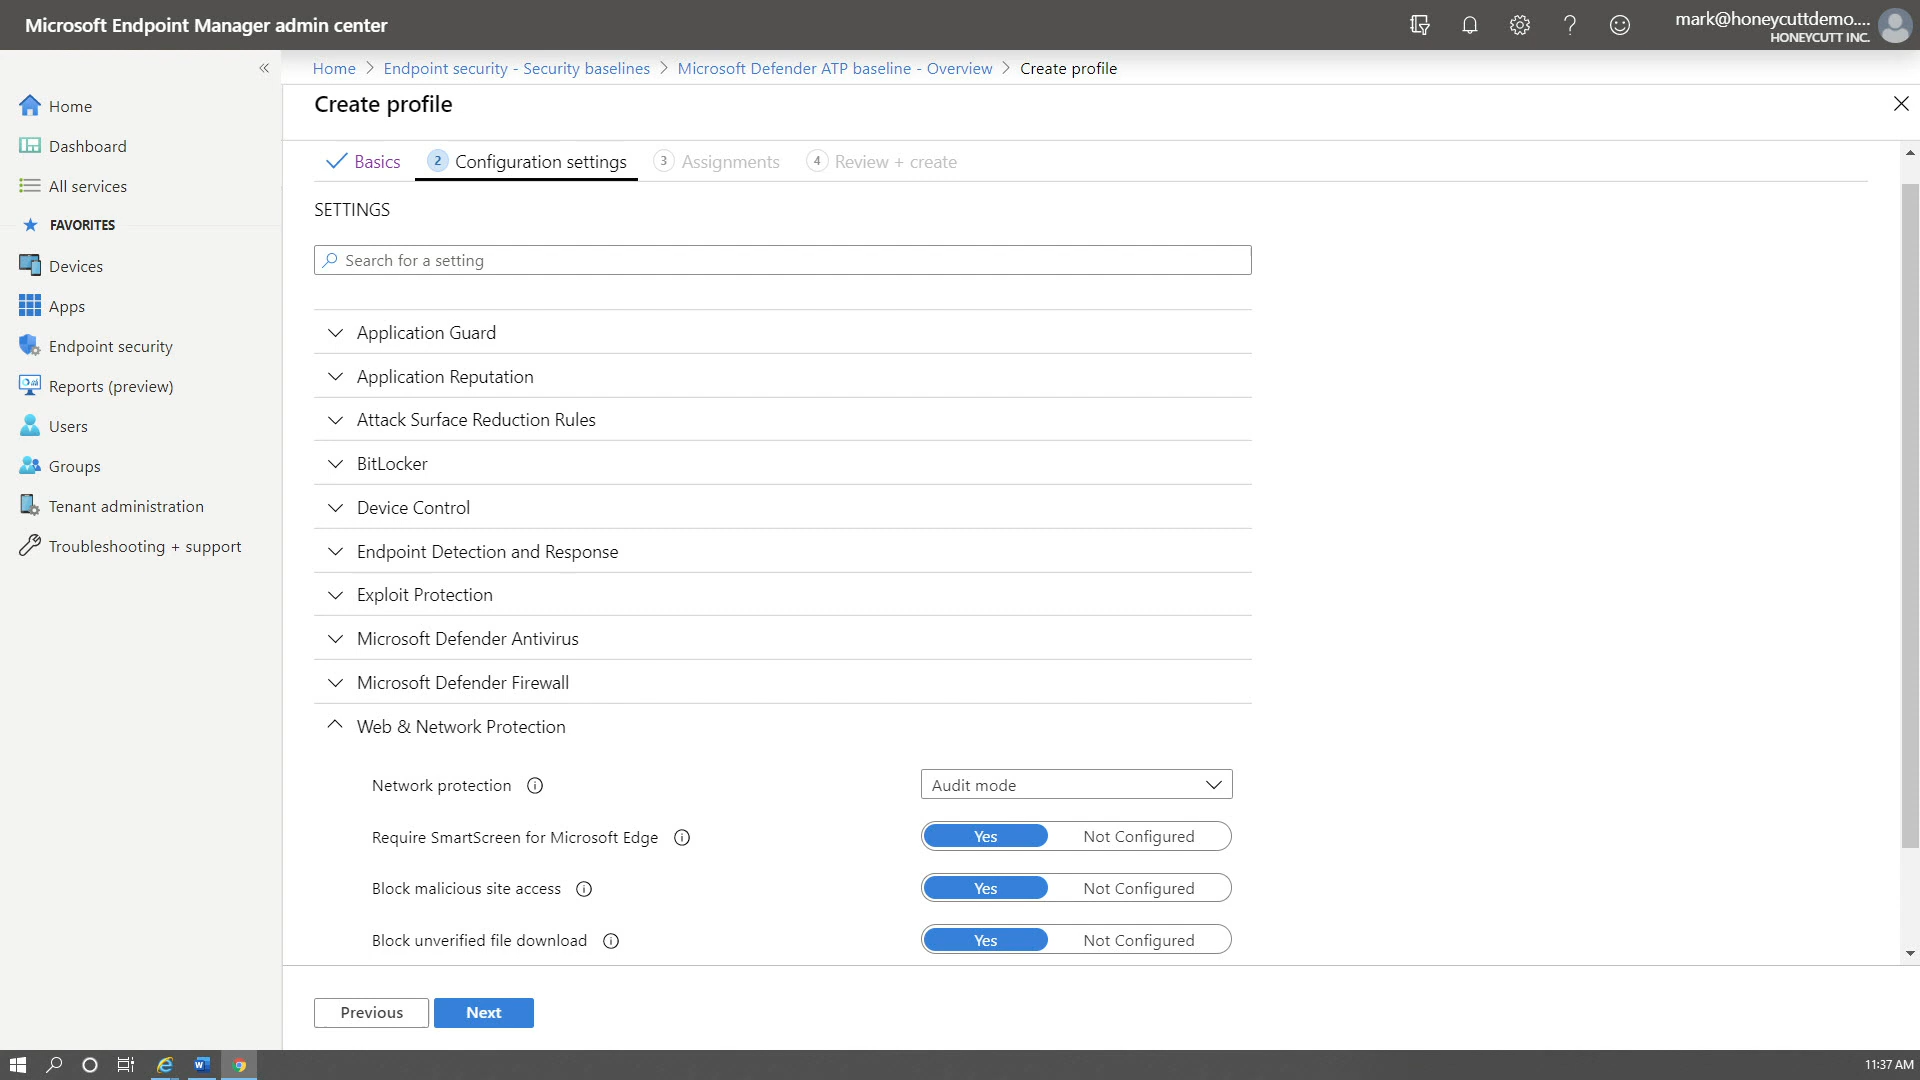 Microsoft Endpoint Manager admin center
mark@honeycuttdemo....
HONEYCUTT INC.
Home > Endpoint security - Security baselines > Microsoft Defender ATP baseline - Overview > Create profile
Create profile
Home
Dashboard
All services
FAVORITES
Devices
Apps
Endpoint security
Reports (preview)
Users
Groups
Tenant administration
Troubleshooting + support
Basics 2 Configuration settings 3 Assignments 4 Review + create
SETTINGS
Search for a setting
Application Guard
Application Reputation
Attack Surface Reduction Rules
BitLocker
Device Control
Endpoint Detection and Response
Exploit Protection
Microsoft Defender Antivirus
Microsoft Defender Firewall
Web & Network Protection
Network protection Audit mode
Require SmartScreen for Microsoft Edge Yes Not Configured
Block malicious site access Yes Not Configured
Block unverified file download Yes Not Configured
Previous Next
11:37 AM